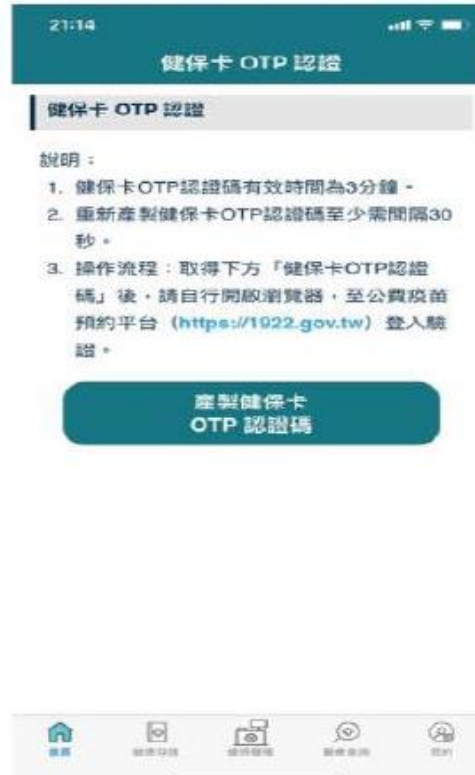 21:14
健保卡 OTP 認證
健保卡 OTP 認證
說明：
1. 健保卡OTP認證碼有效時間為3分鐘。
2. 重新產製健保卡OTP認證碼至少需間隔30
秒。
3. 操作流程：取得下方「健保卡OTP認證
碼」後，請自行開啟瀏覽器，至公費疫苗
預約平台（https://1922.gov.tw）登入驗
證。
產製健保卡
OTP 認證碼